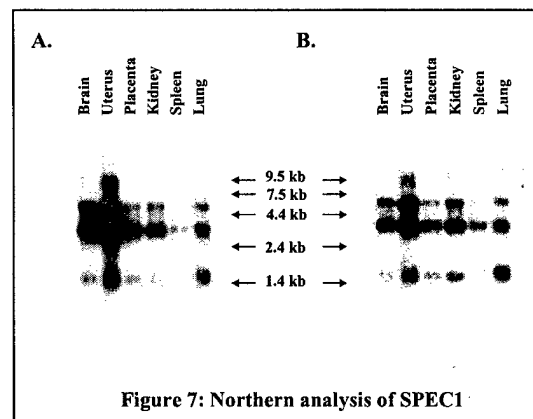 A.
B.
Brain Uterus Placenta Kidney Spleen Lung
Brain Uterus Placenta Kidney Spleen Lung
← 9.5 kb →
← 7.5 kb →
← 4.4 kb →
← 2.4 kb →
← 1.4 kb →
Figure 7: Northern analysis of SPEC1